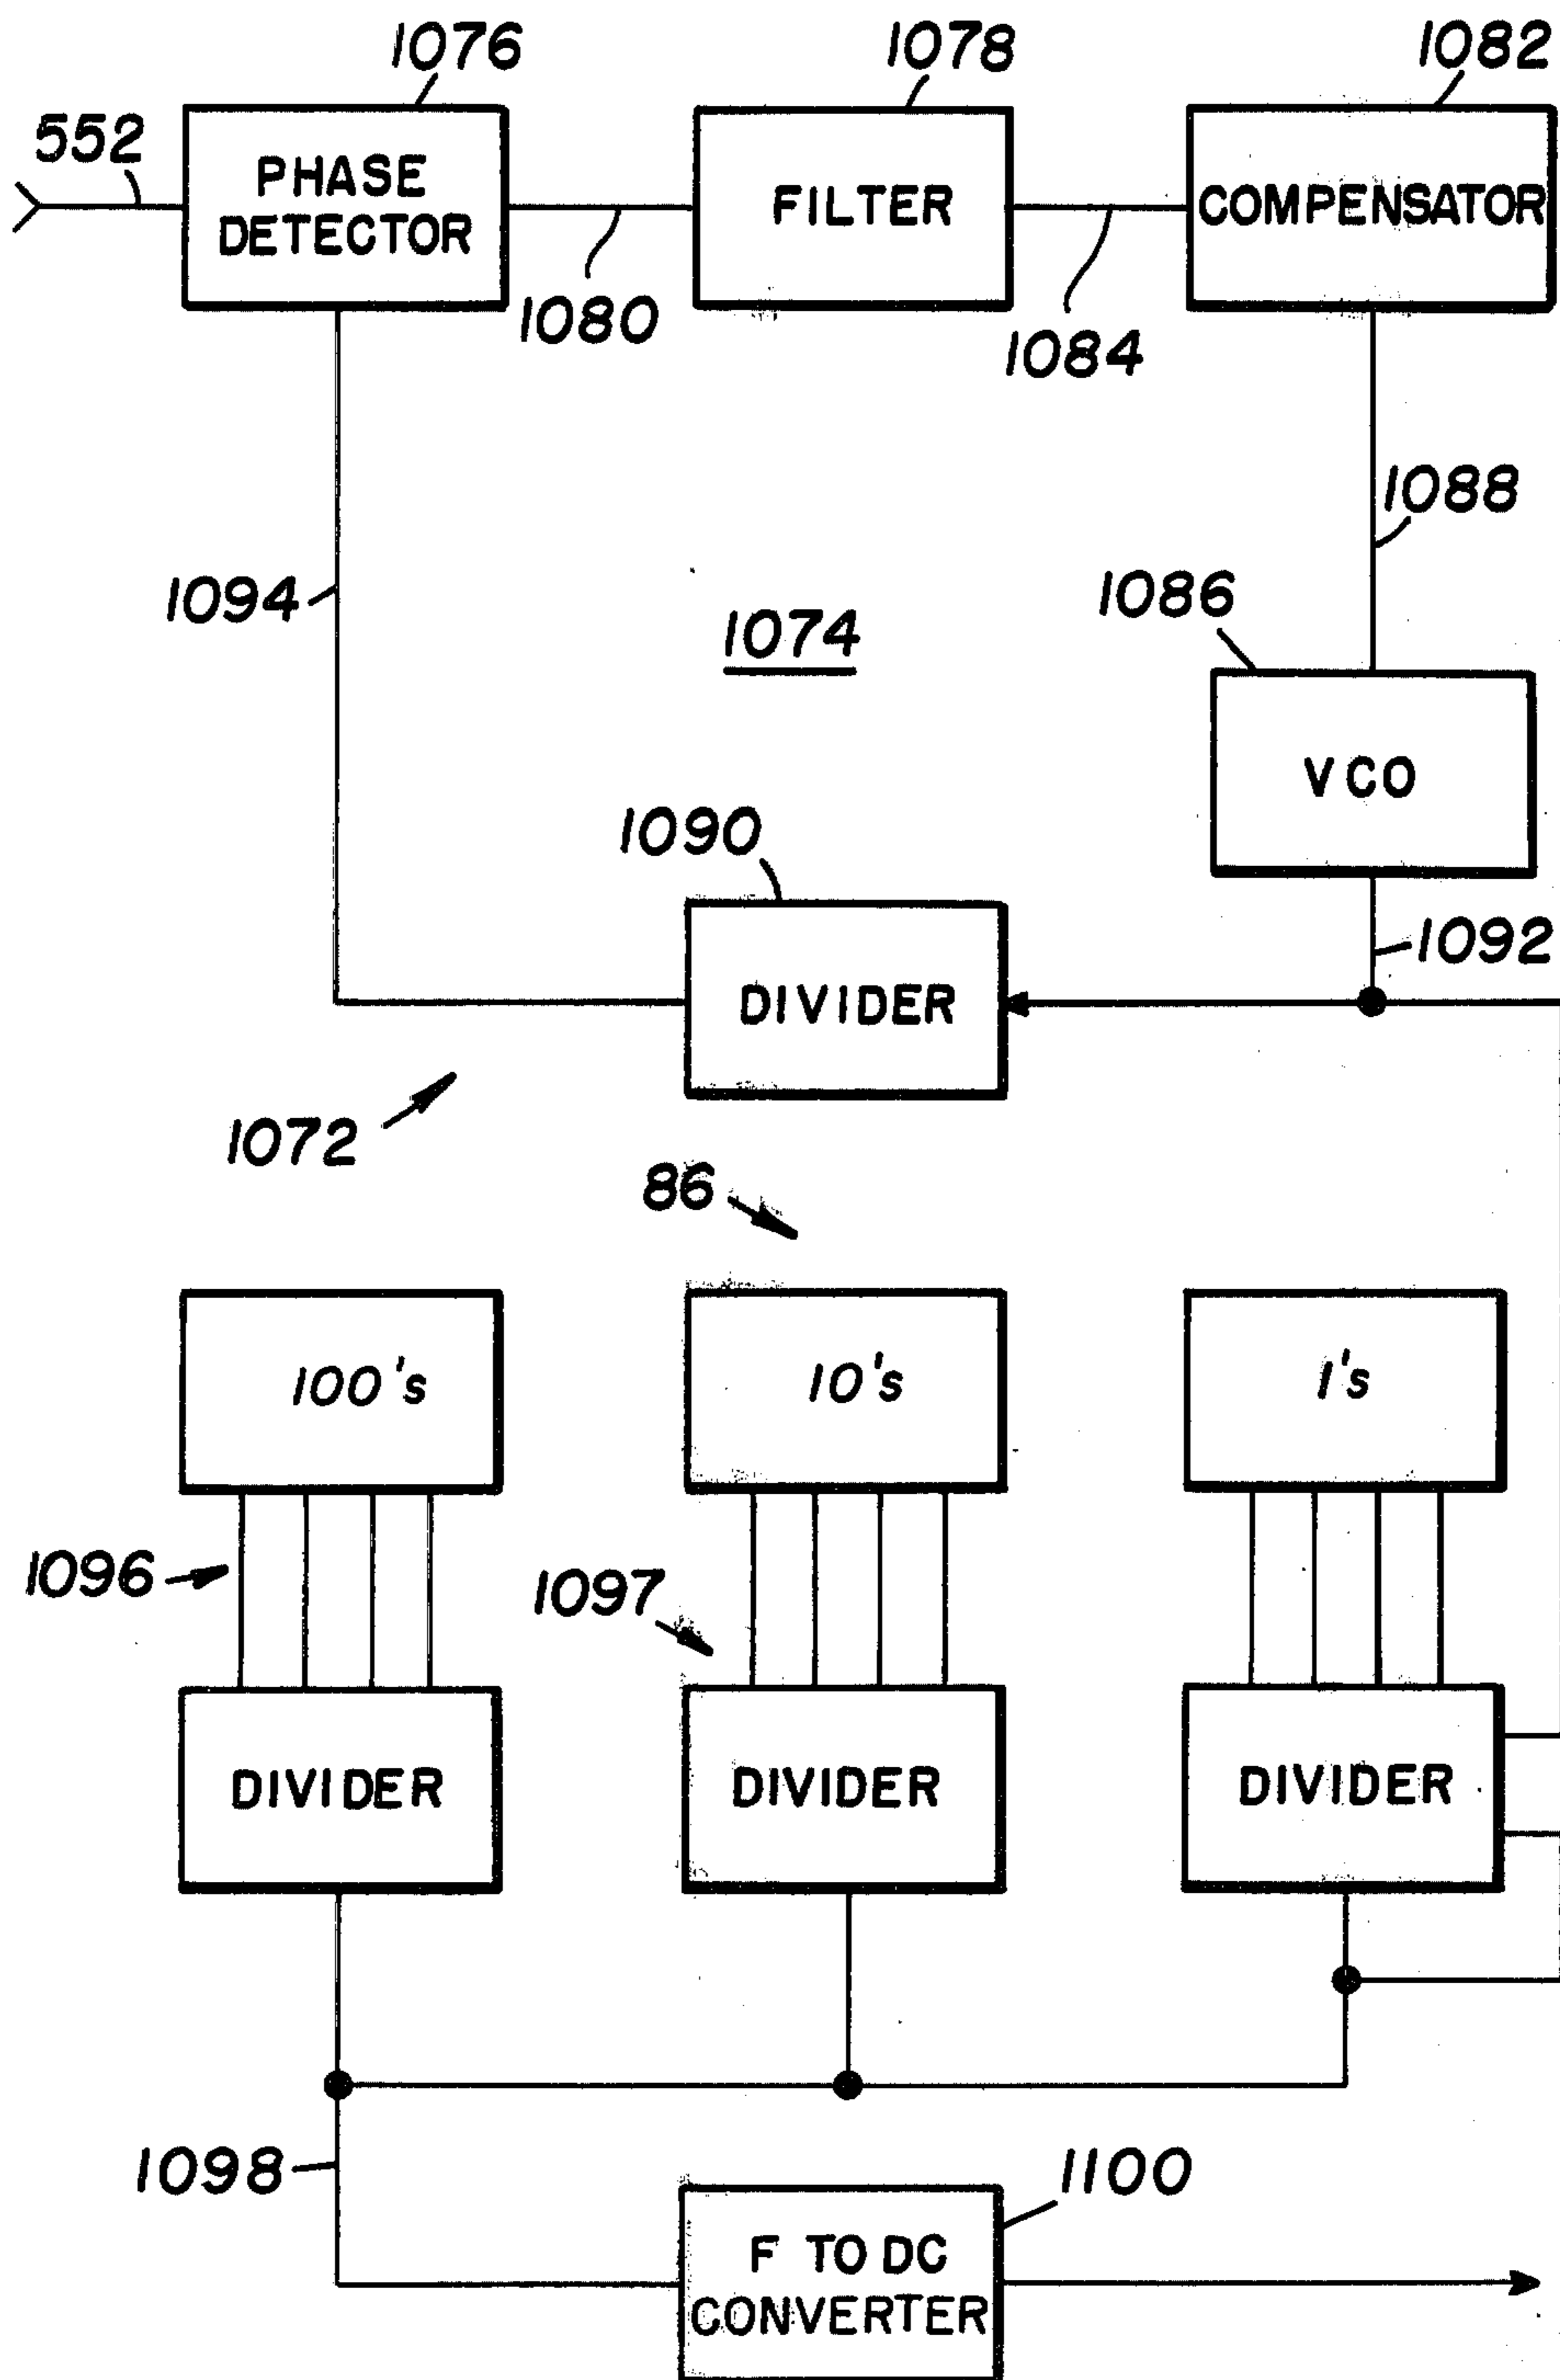 1076
1078
1082
552
PHASE
DETECTOR
FILTER
COMPENSATOR
1080
1084
1088
1094
1074
1086
VCO
1090
1092
DIVIDER
1072
86
100's
10's
1's
1096
1097
DIVIDER
DIVIDER
DIVIDER
1098
1100
F TO DC
CONVERTER